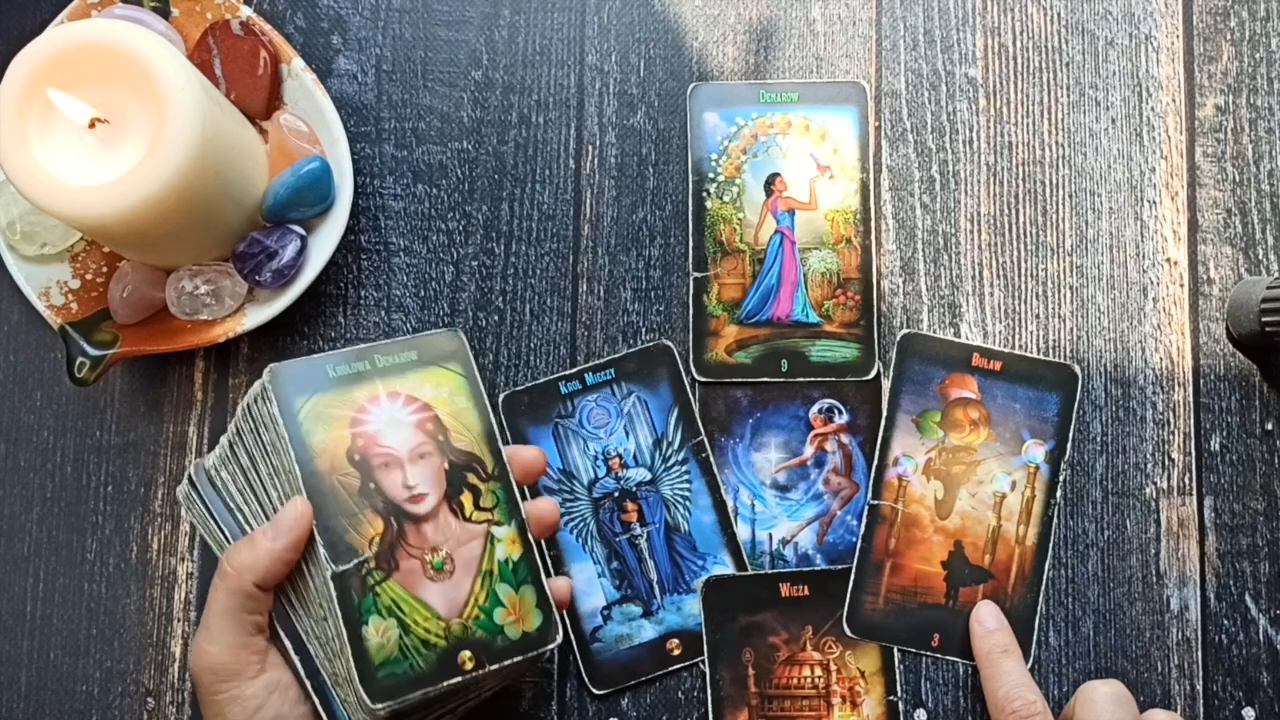 DENARÓW
9
KRÓLOWA DENARÓW
KRÓL MIECZY
BUŁAW
3
WIEŻA